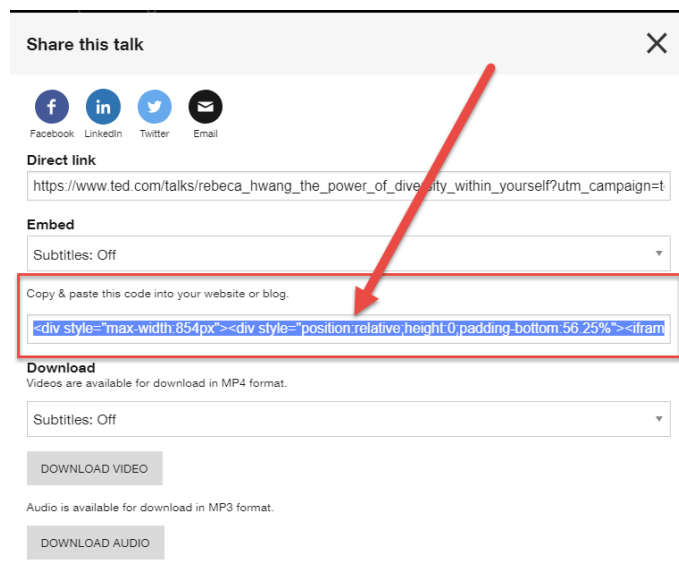 Share this talk
Facebook LinkedIn Twitter Email
Direct link
https://www.ted.com/talks/rebeca_hwang_the_power_of_diversity_within_yourself?utm_campaign=t
Embed
Subtitles: Off
Copy & paste this code into your website or blog.
<div style="max-width:854px"><div style="position:relative;height:0;padding-bottom:56.25%"><ifram
Download
Videos are available for download in MP4 format.
Subtitles: Off
DOWNLOAD VIDEO
Audio is available for download in MP3 format.
DOWNLOAD AUDIO